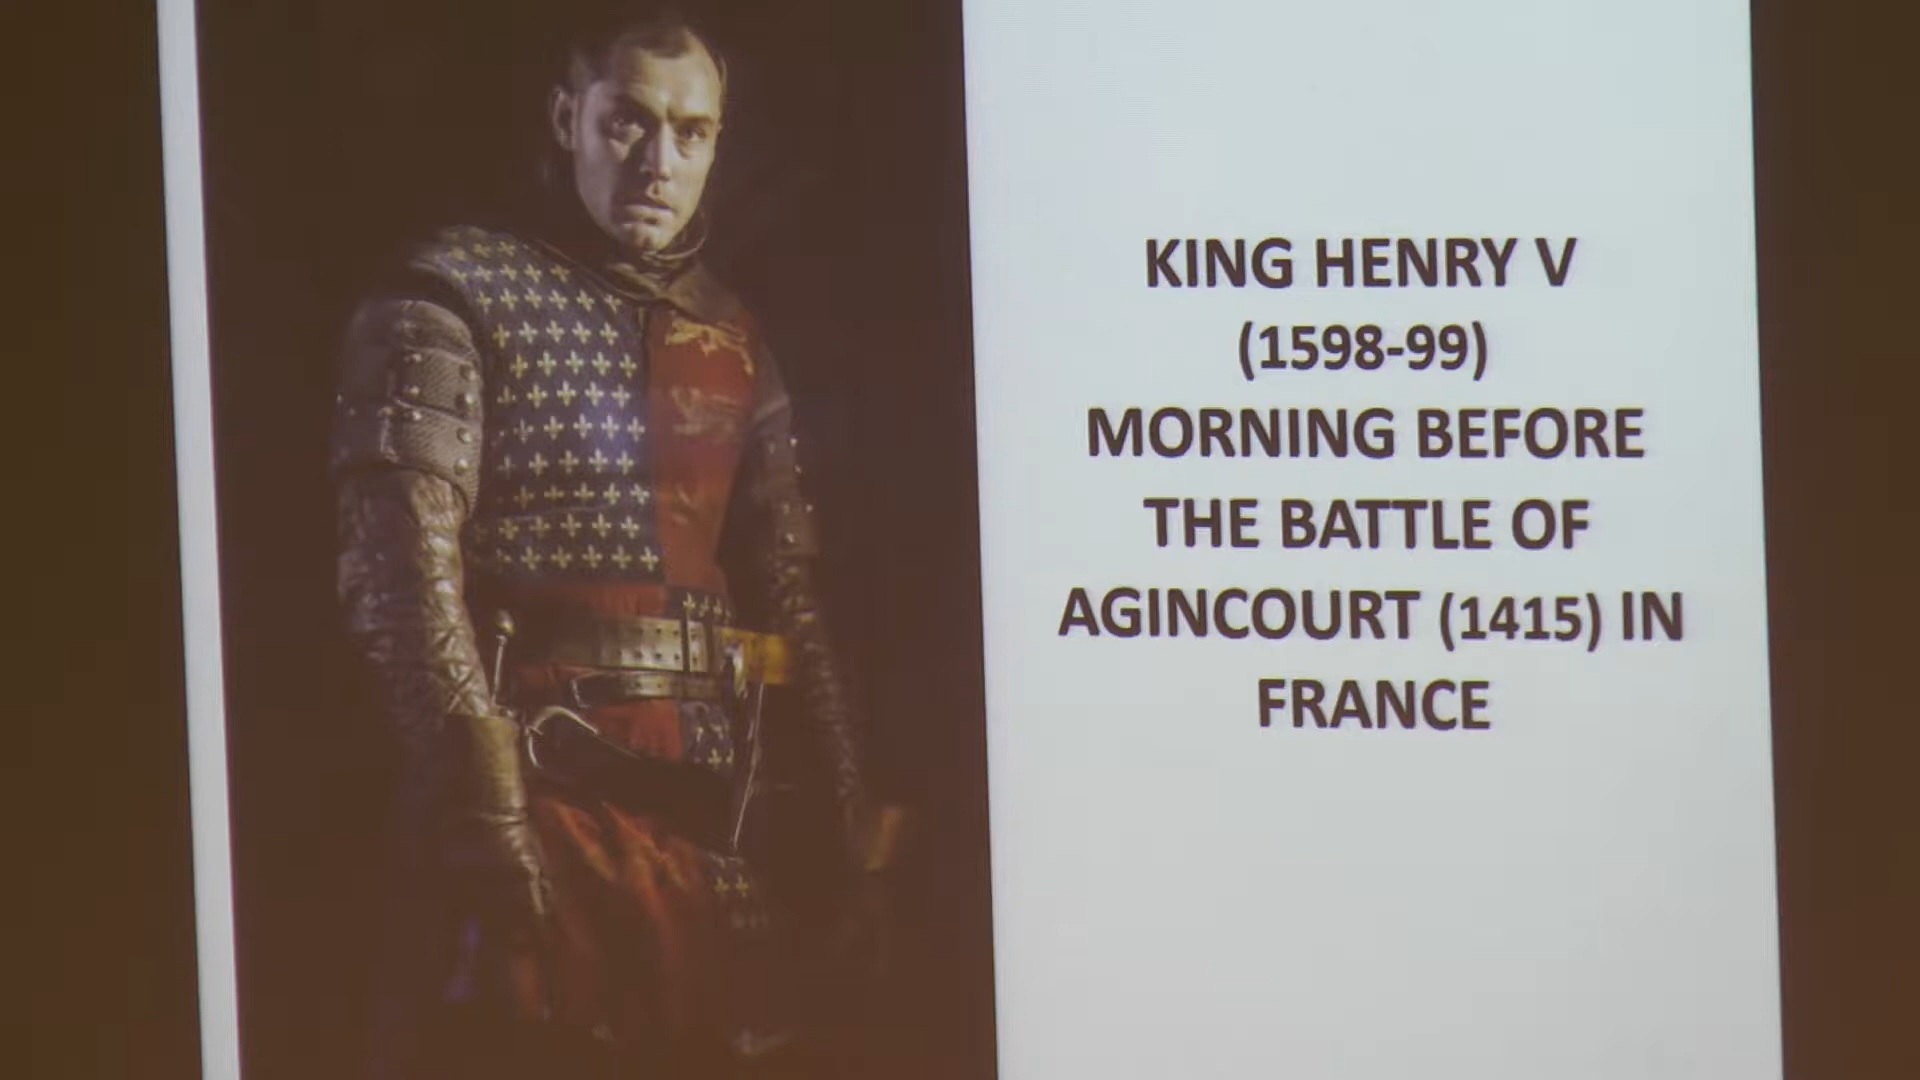 KING HENRY V
(1598-99)
MORNING BEFORE
THE BATTLE OF
AGINCOURT (1415) IN
FRANCE